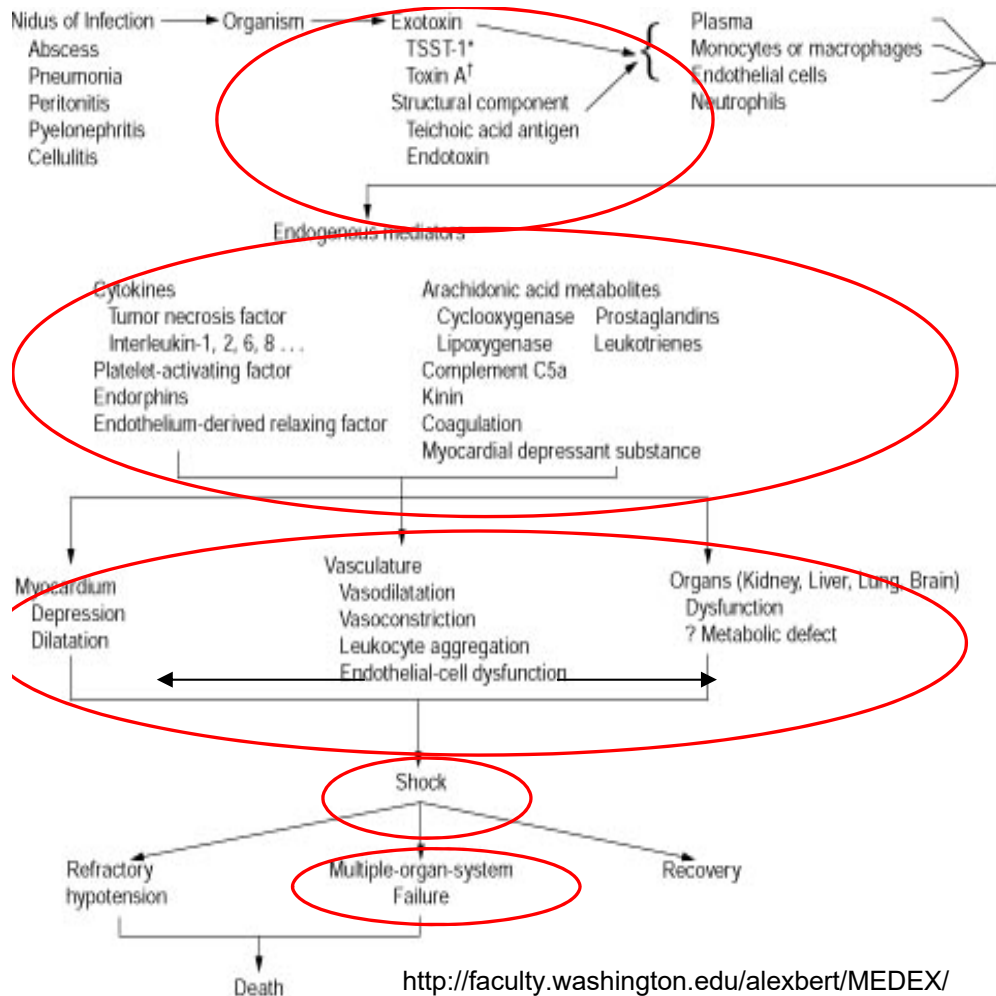 Nidus of Infection Organism Exotoxin Plasma
Abscess TSST-1* Monocytes or macrophages
Pneumonia Toxin A† Endothelial cells
Peritonitis Structural component Neutrophils
Pyelonephritis Teichoic acid antigen
Cellulitis Endotoxin
Endogenous mediators
Cytokines
Tumor necrosis factor
Interleukin-1, 2, 6, 8 . . .
Platelet-activating factor
Endorphins
Endothelium-derived relaxing factor
Arachidonic acid metabolites
Cyclooxygenase Prostaglandins
Lipoxygenase Leukotrienes
Complement C5a
Kinin
Coagulation
Myocardial depressant substance
Myocardium
Depression
Dilatation
Vasculature
Vasodilatation
Vasoconstriction
Leukocyte aggregation
Endothelial-cell dysfunction
Organs (Kidney, Liver, Lung, Brain)
Dysfunction
? Metabolic defect
Shock
Refractory
hypotension
Multiple-organ-system
Failure
Recovery
Death
http://faculty.washington.edu/alexbert/MEDEX/